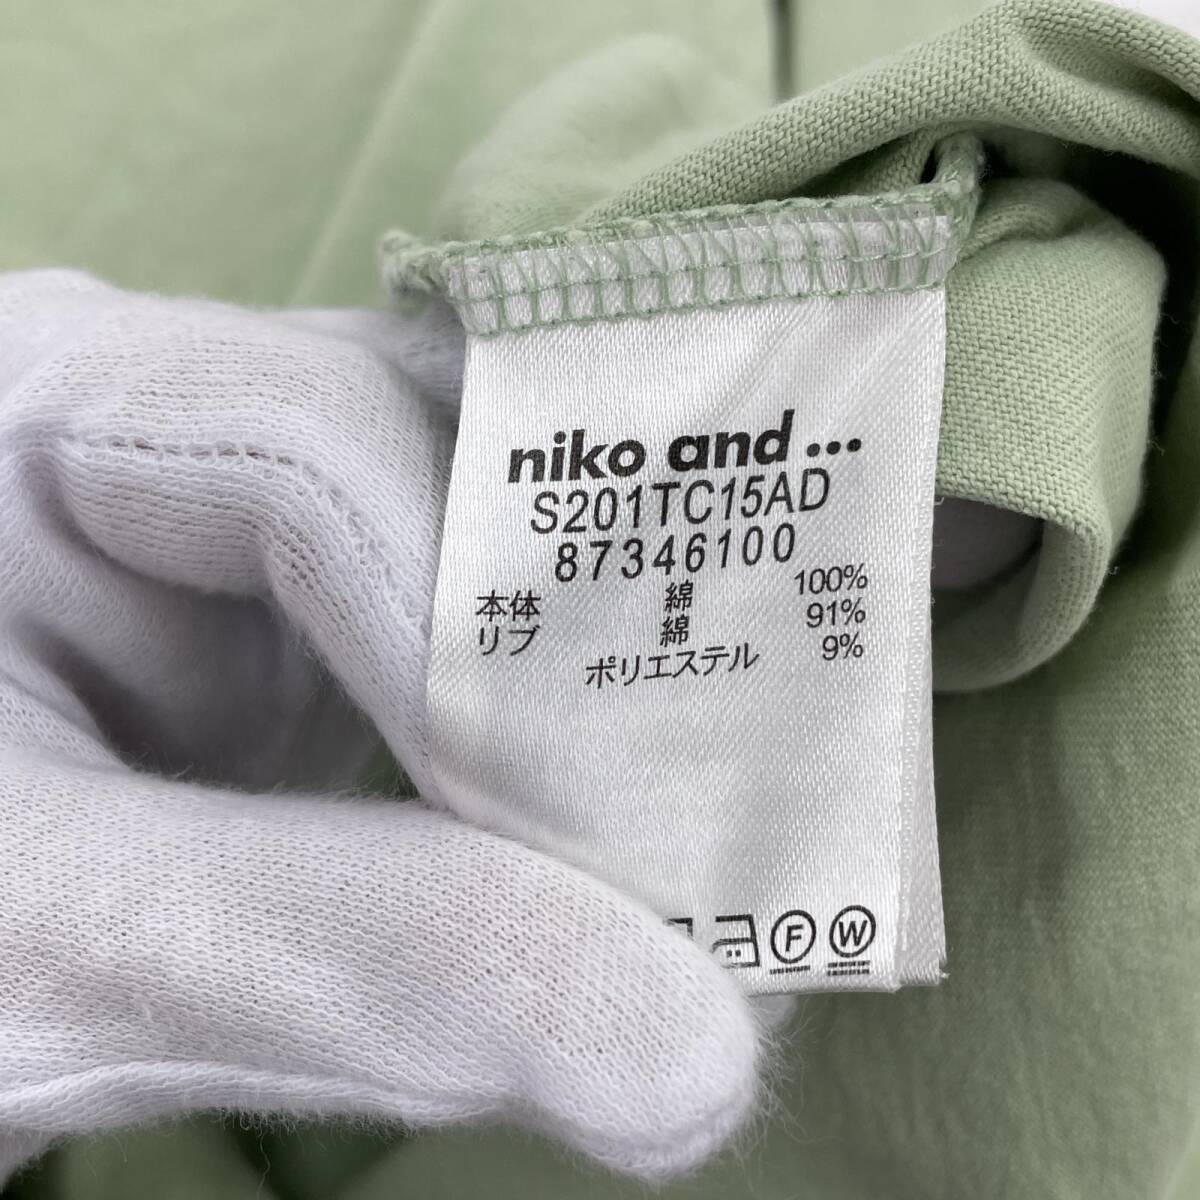 niko and ...
S201TC15AD
87346100
本体 綿 100%
リブ 綿 91%
ポリエステル 9%
F W